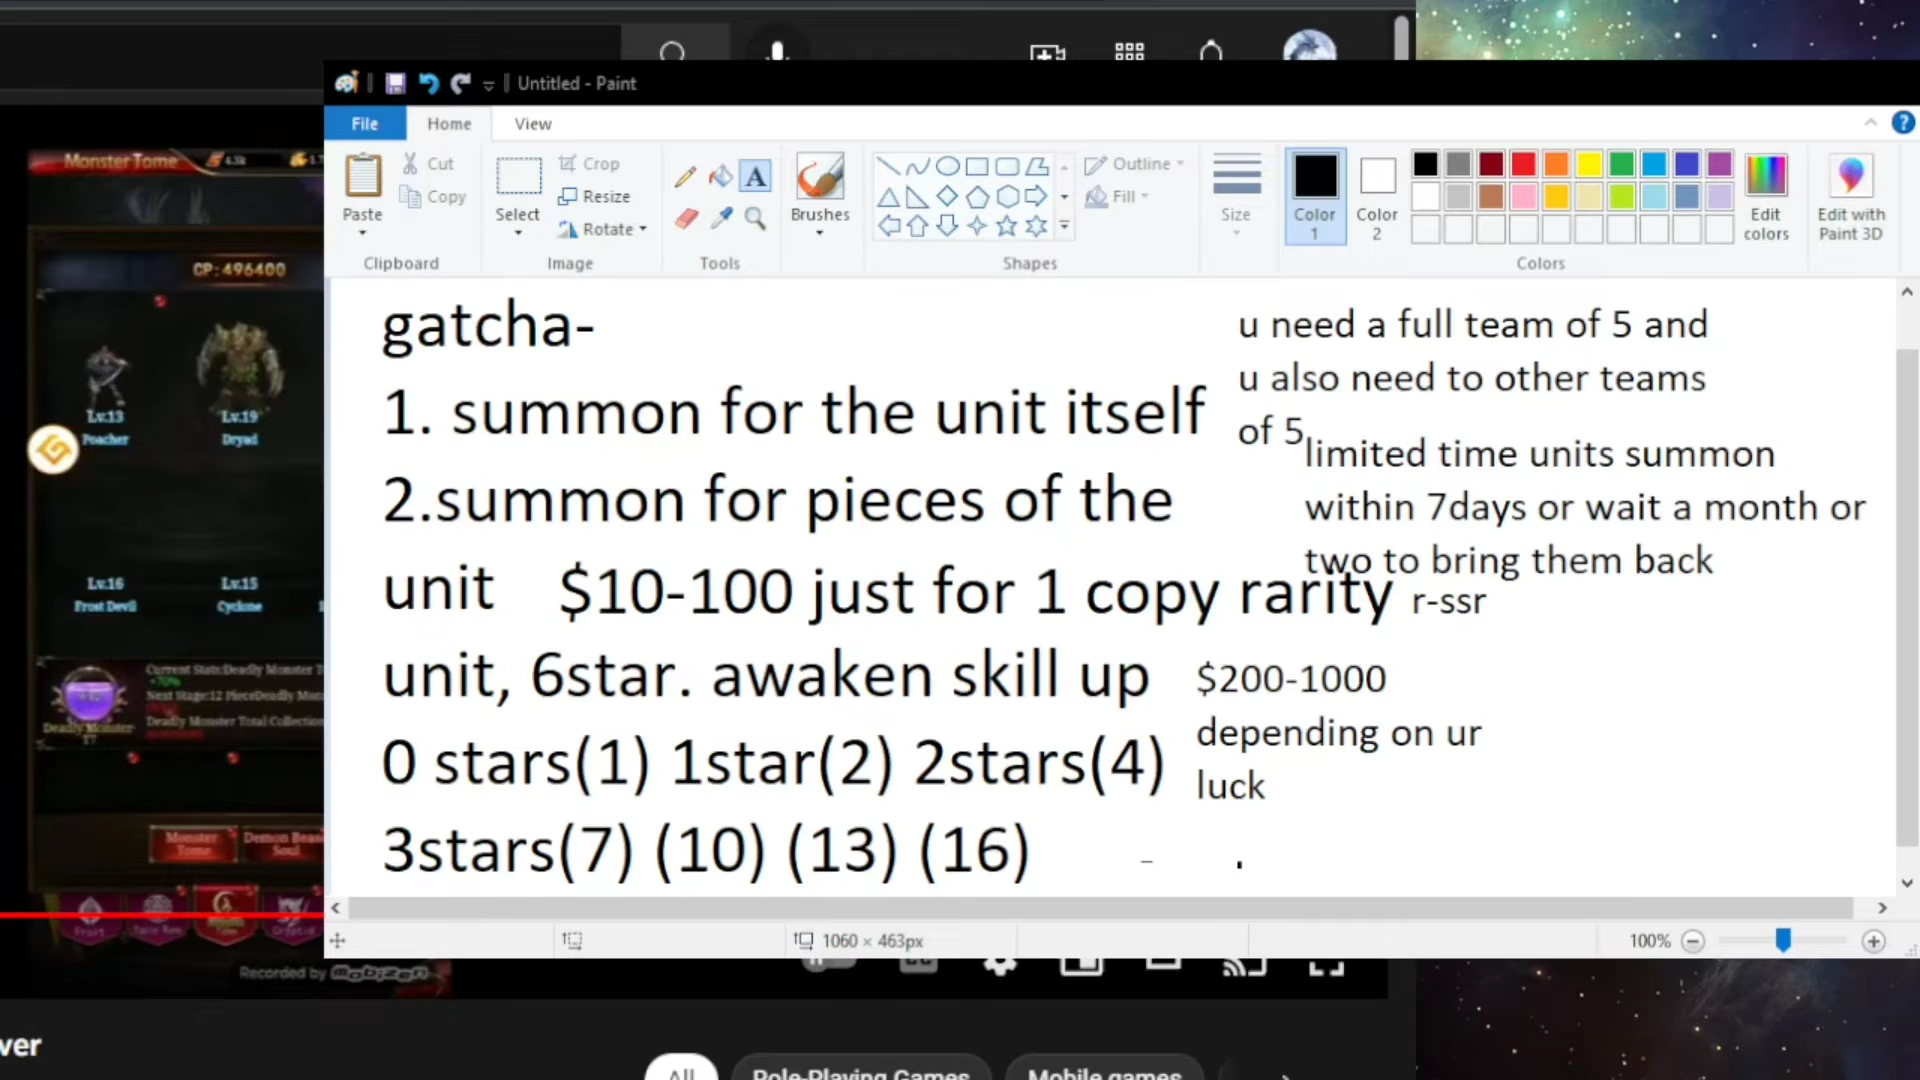 Untitled - Paint
File Home View
Cut
Copy
Paste
Clipboard
Crop
Resize
Rotate
Select
Image
Tools
Brushes
Shapes
Outline
Fill
Size
Color 1
Color 2
Colors
Edit colors
Edit with Paint 3D
gatcha-
1. summon for the unit itself
2.summon for pieces of the
unit $10-100 just for 1 copy rarity r-ssr
unit, 6star. awaken skill up
0 stars(1) 1star(2) 2stars(4)
3stars(7) (10) (13) (16)
u need a full team of 5 and
u also need to other teams
of 5
limited time units summon
within 7days or wait a month or
two to bring them back
$200-1000
depending on ur
luck
1060 × 463px
100%
Monster Tome
CP:496400
Lv.13 Lv.19
Poacher Dryad
Lv.16 Lv.15
Frost Devil Cyclone
Monster Tome
Recorded by Mobizen
ver
All Role-Playing Games Mobile games